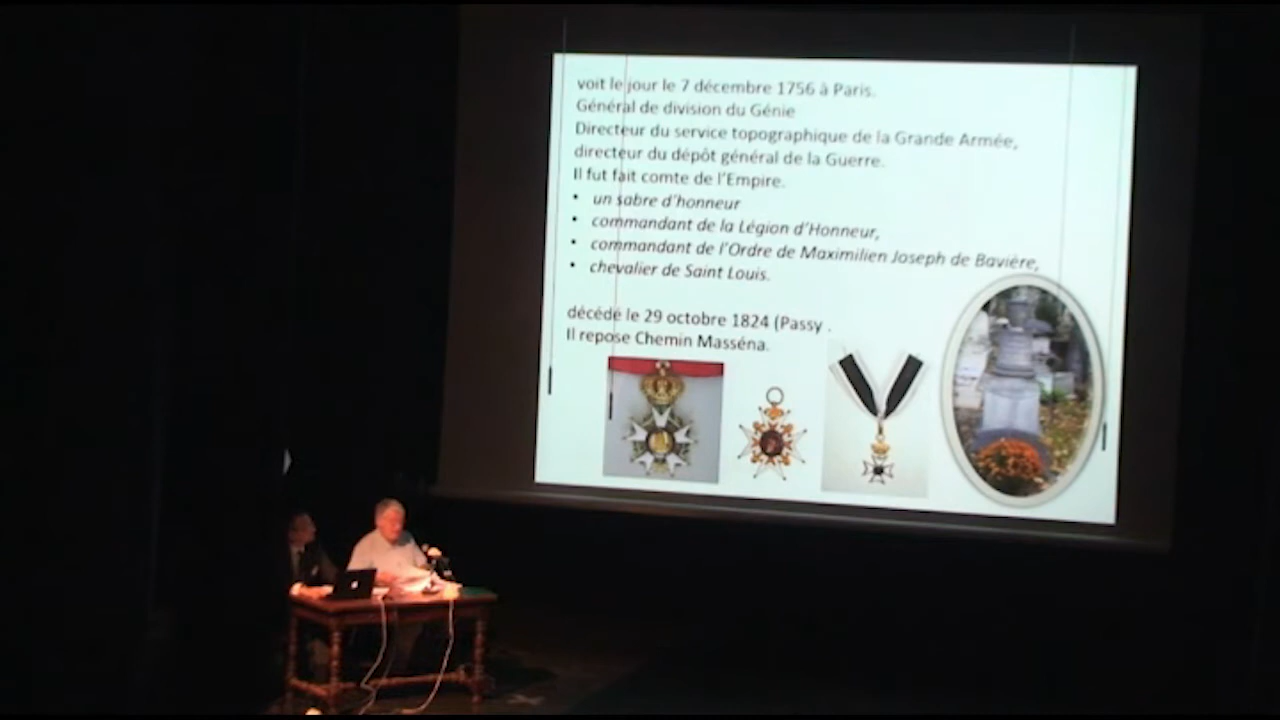 voit le jour le 7 décembre 1756 à Paris.
Général de division du Génie
Directeur du service topographique de la Grande Armée,
directeur du dépôt général de la Guerre.
Il fut fait comte de l'Empire.
• un sabre d'honneur
• commandant de la Légion d'Honneur,
• commandant de l'Ordre de Maximilien Joseph de Bavière,
• chevalier de Saint Louis.
décédé le 29 octobre 1824 (Passy .
Il repose Chemin Masséna.